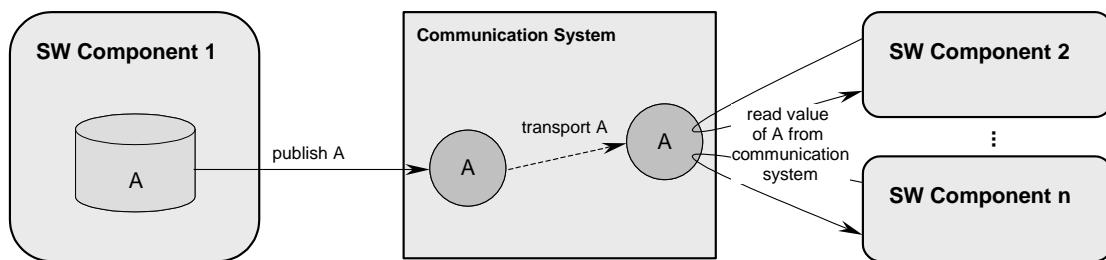 SW Component 1
A
publish A
Communication System
A
transport A
A
read value
of A from
communication
system
SW Component 2
...
SW Component n